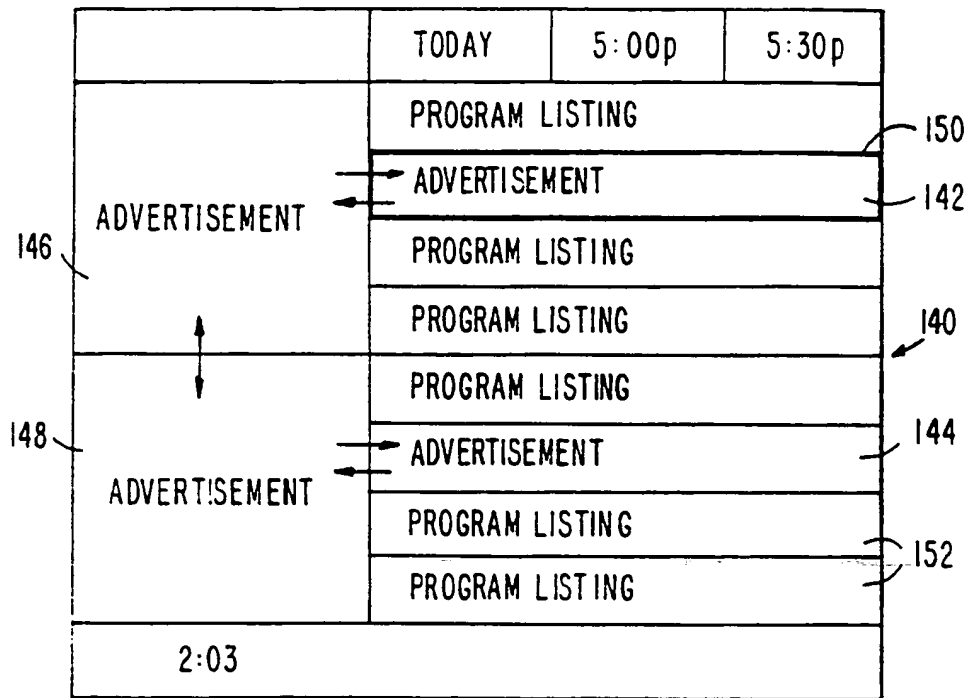 TODAY 5:00p 5:30p
PROGRAM LISTING
150
ADVERTISEMENT
142
ADVERTISEMENT
146
PROGRAM LISTING
PROGRAM LISTING
140
PROGRAM LISTING
148
ADVERTISEMENT
144
ADVERTISEMENT
PROGRAM LISTING
152
PROGRAM LISTING
2:03